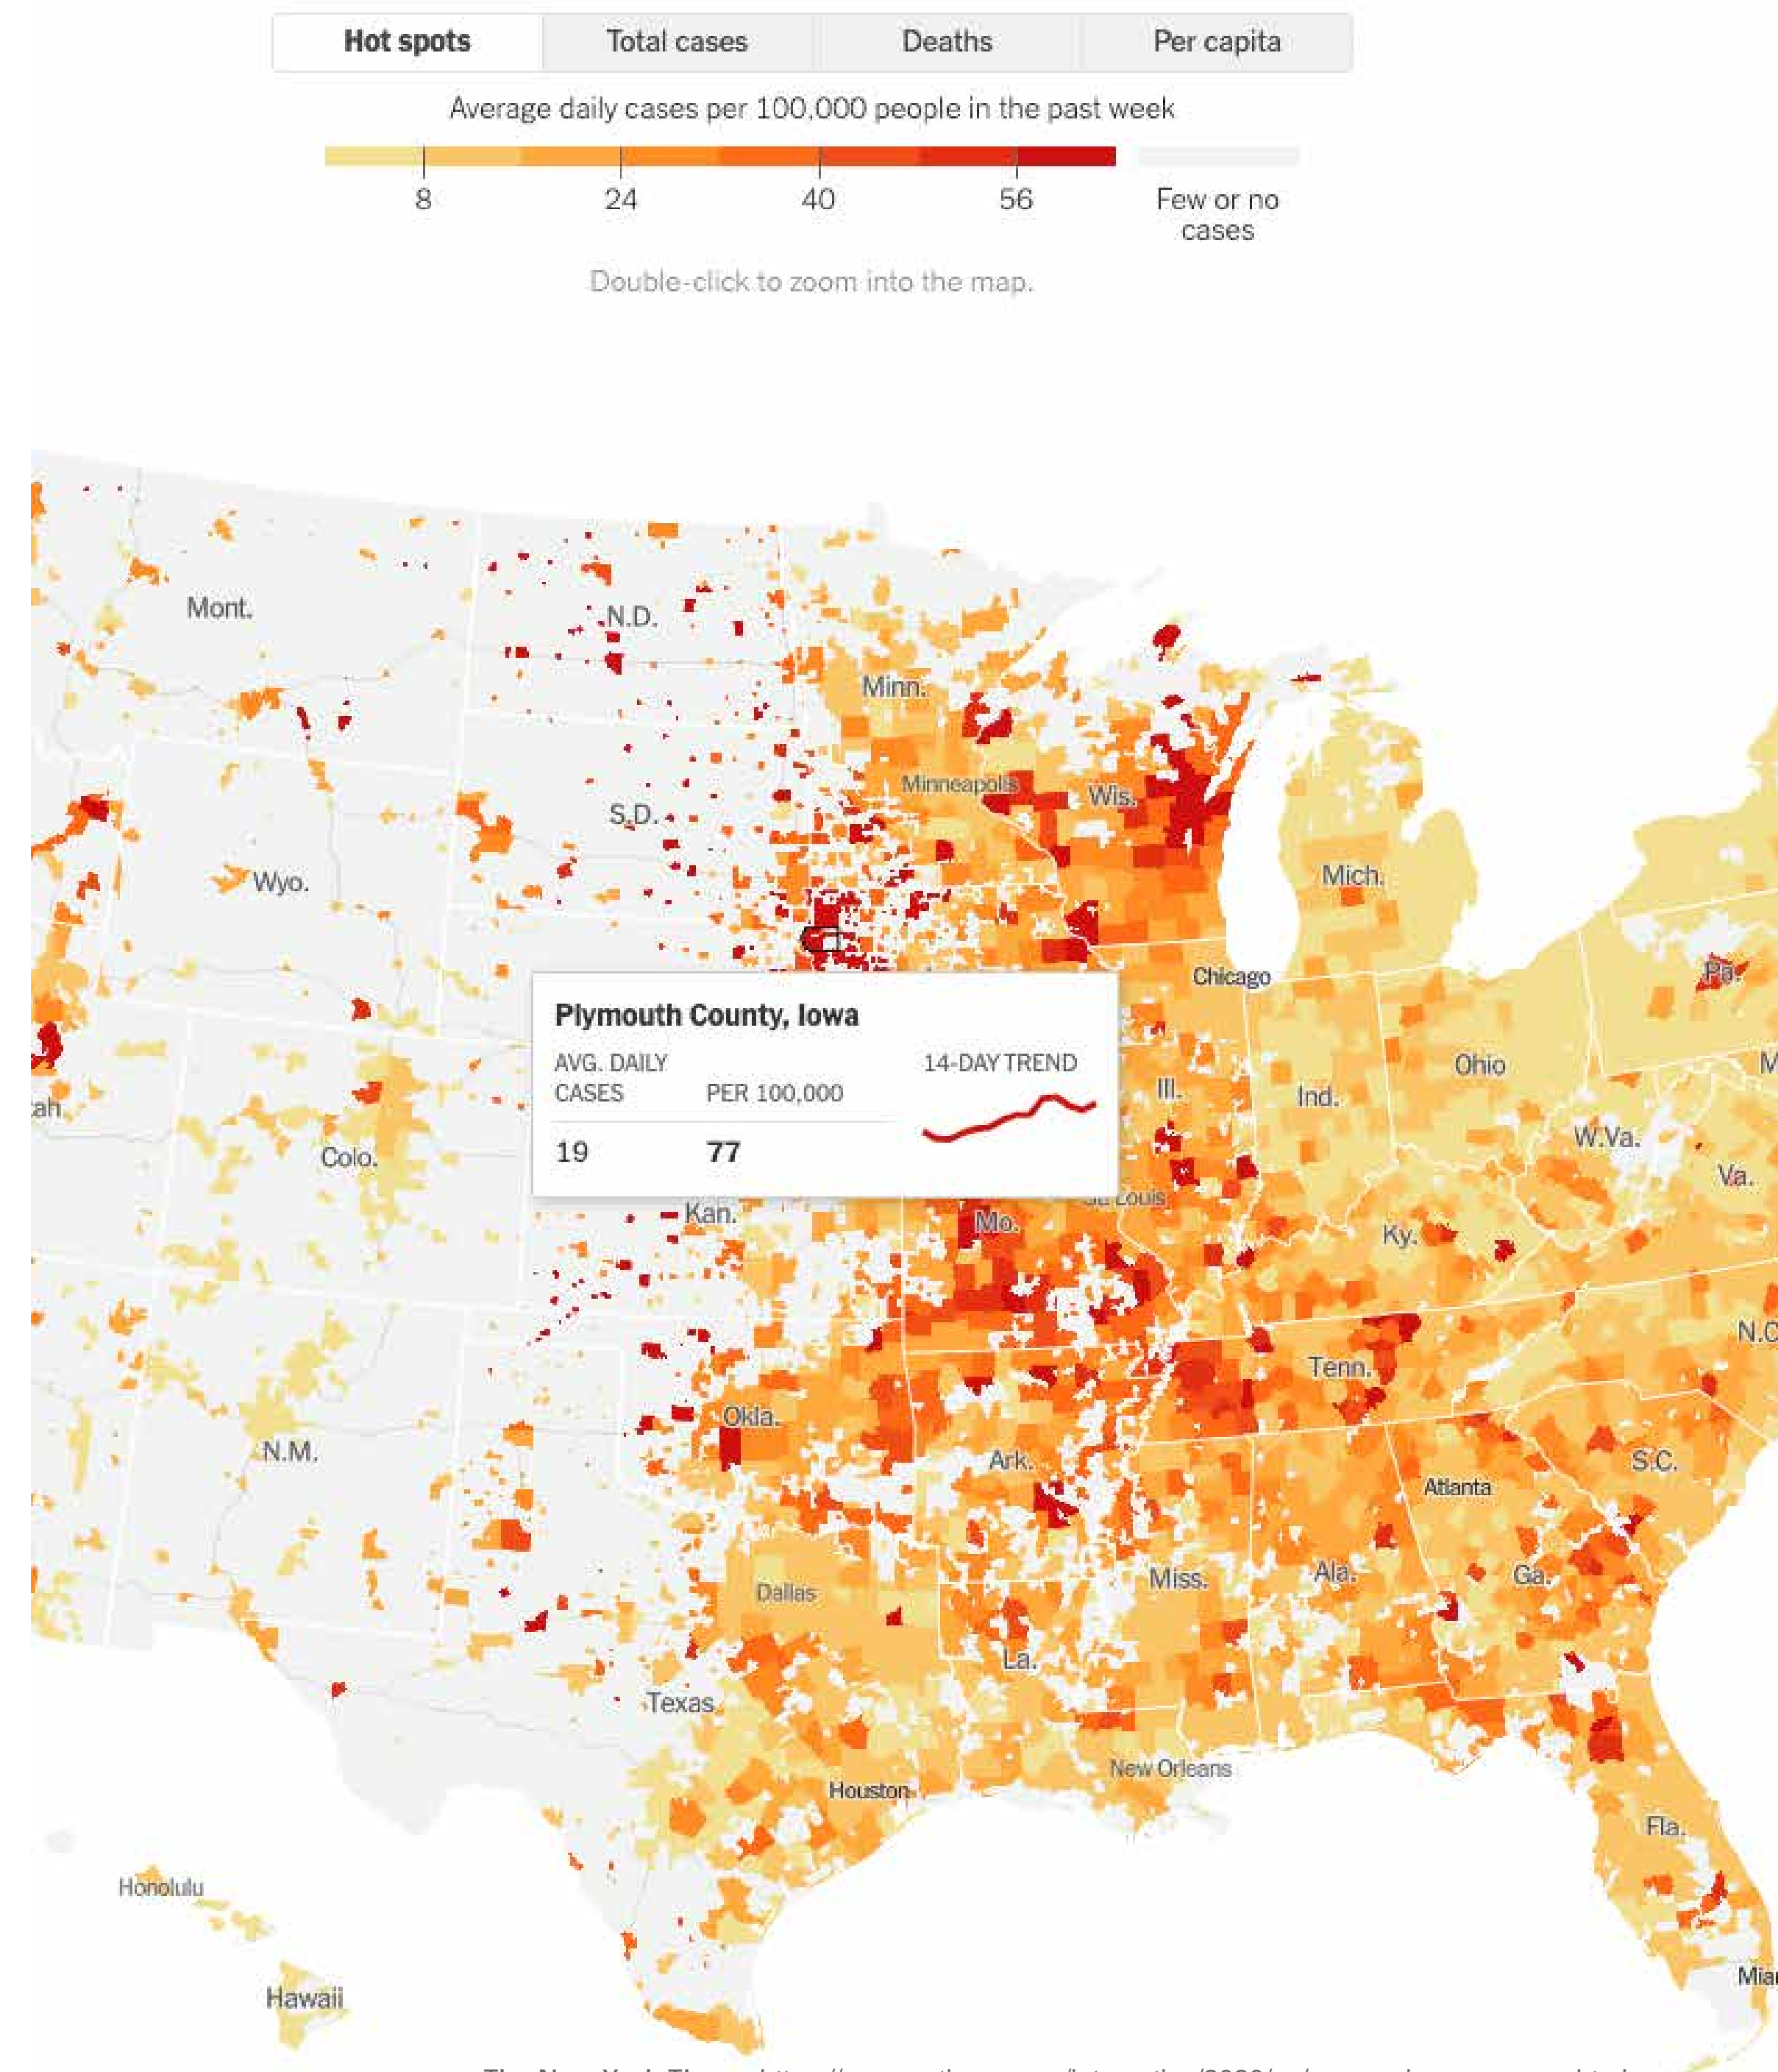 Hot spots
Total cases
Deaths
Per capita
Average daily cases per 100,000 people in the past week
8
24
40
56
Few or no
cases
Double-click to zoom into the map.
Mont.
N.D.
Minn.
Minneapolis
Wis.
S.D.
Wyo.
Mich.
Pa.
Chicago
Plymouth County, Iowa
AVG. DAILY
CASES
PER 100,000
14-DAY TREND
19
77
Ohio
Ill.
Ind.
W.Va.
Va.
Colo.
Louis
Kan.
Mo.
Ky.
Tenn.
Okla.
N.M.
Ark.
Atlanta
S.C.
Dallas
Miss.
Ala.
Ga.
La.
Texas
New Orleans
Houston
Fla.
Honolulu
Hawaii